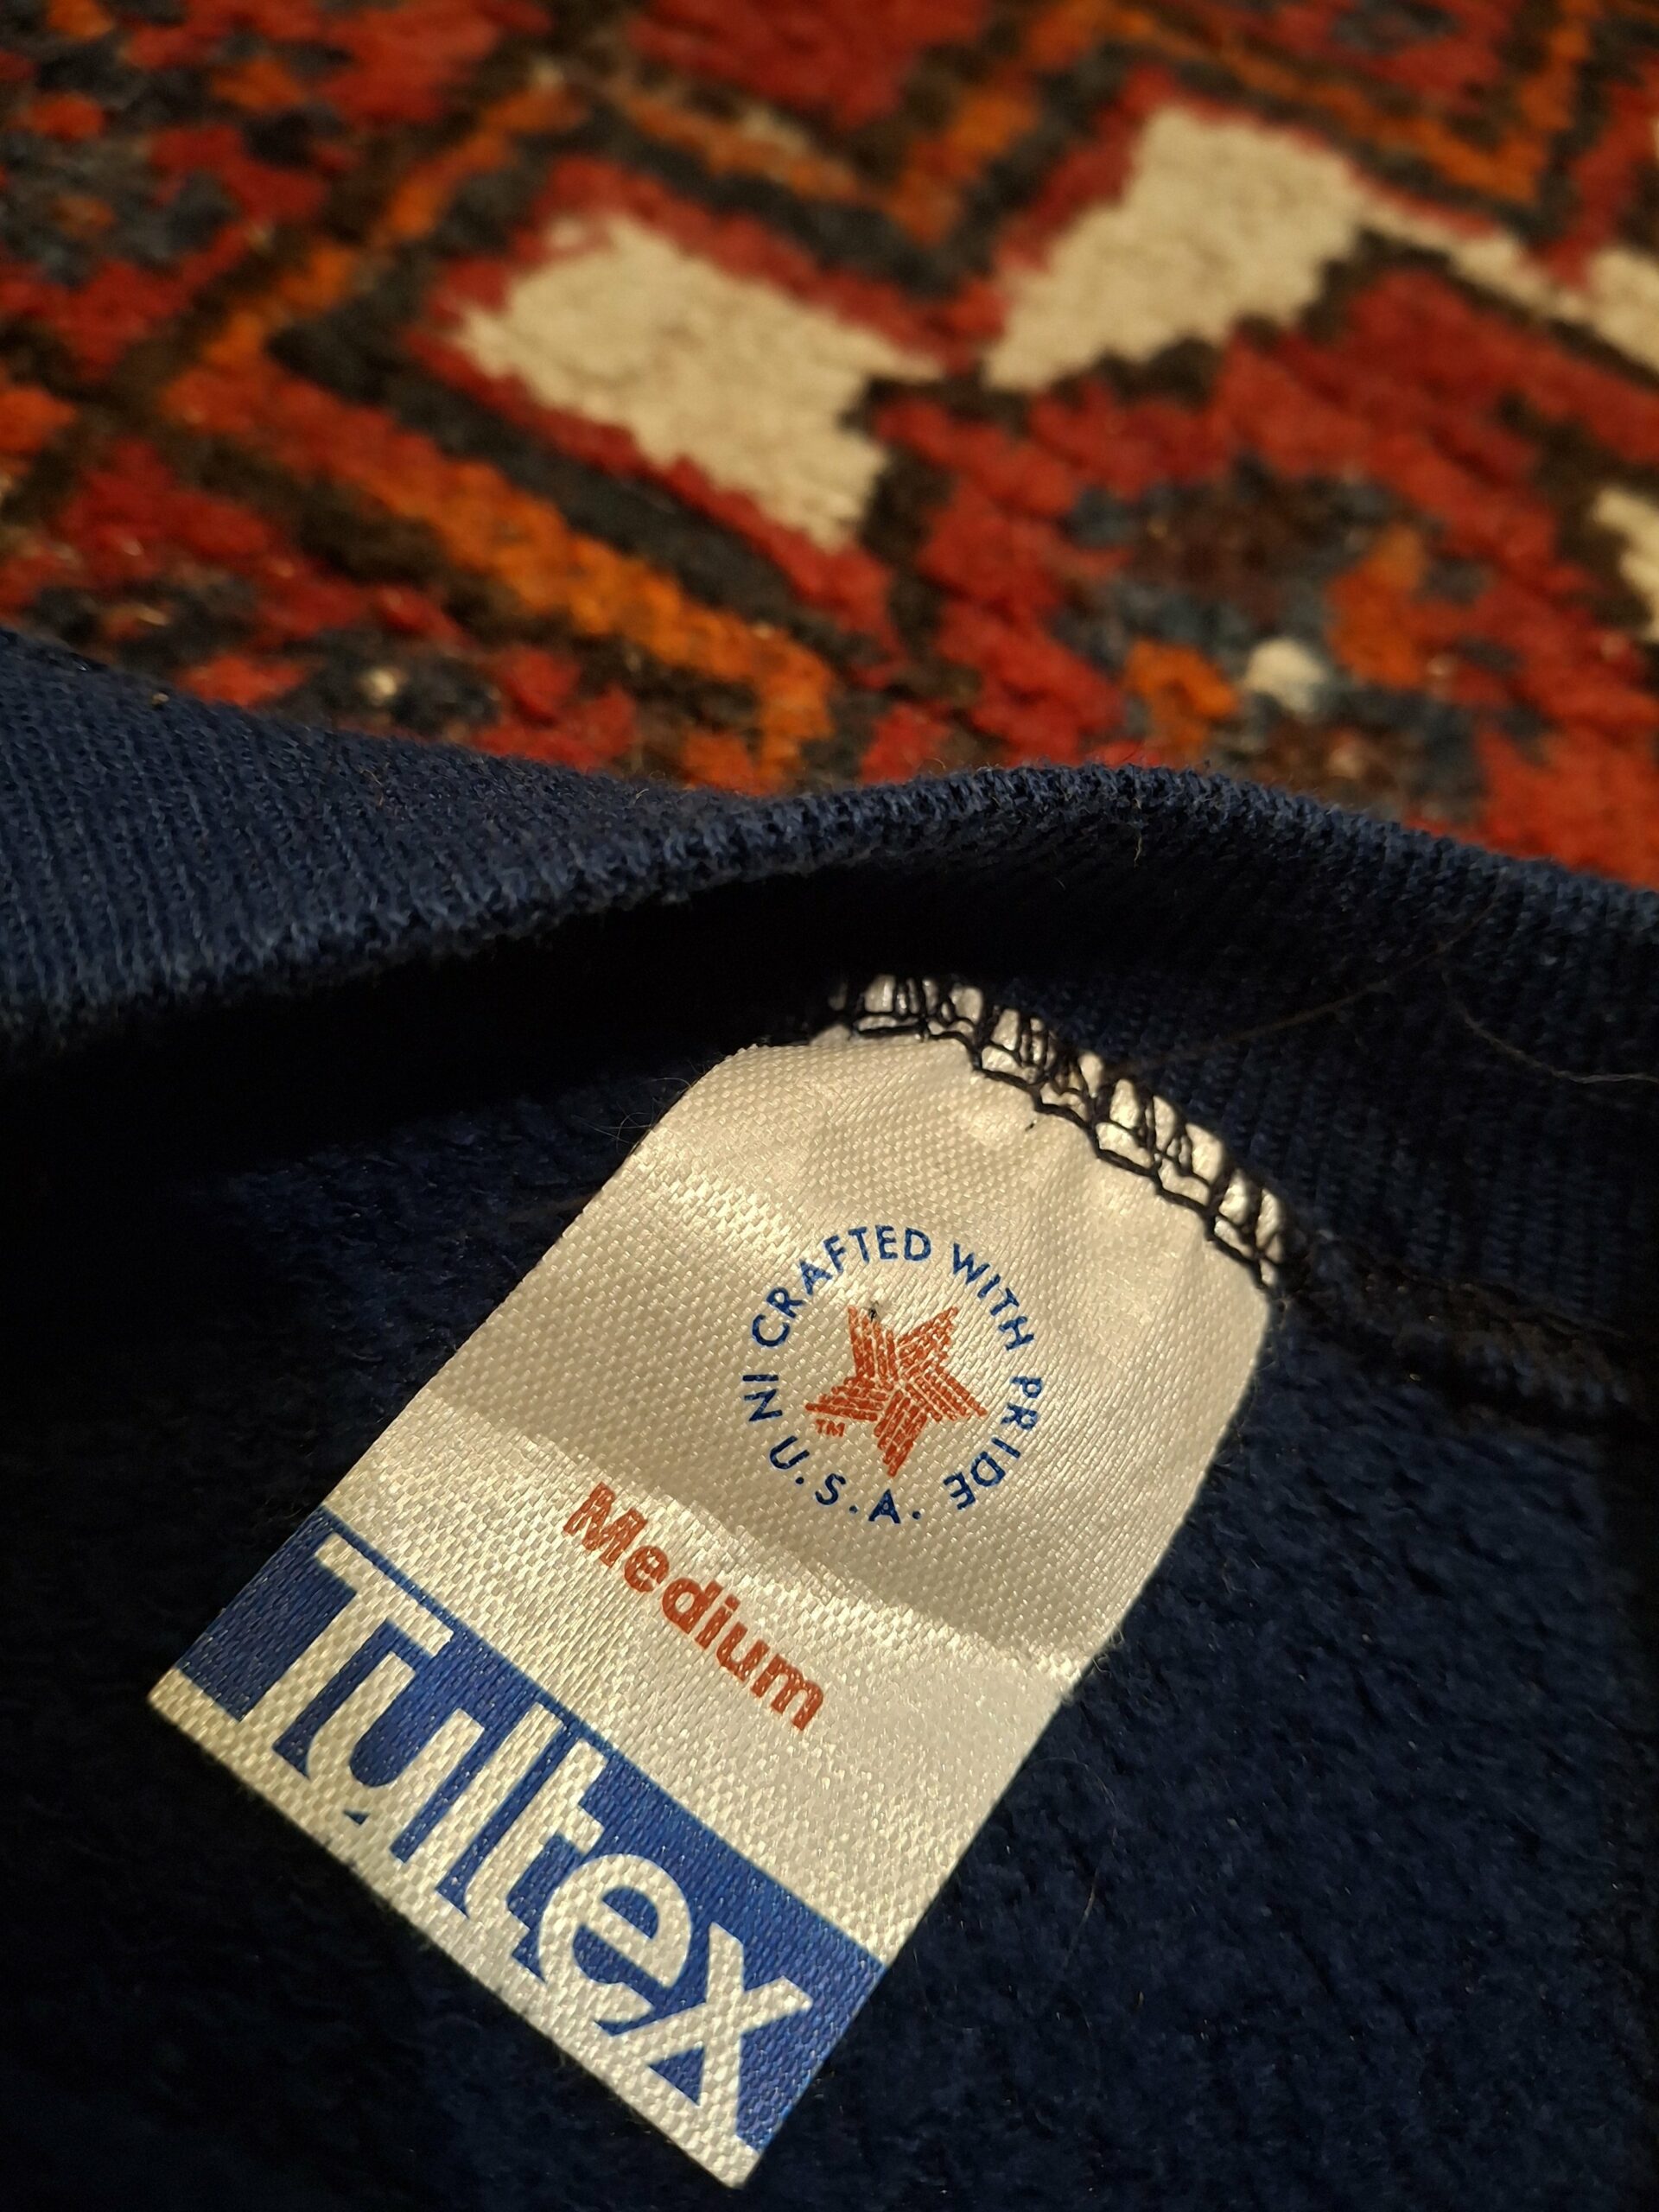 CRAFTED WITH PRIDE IN U.S.A.
TM
Medium
Tultex